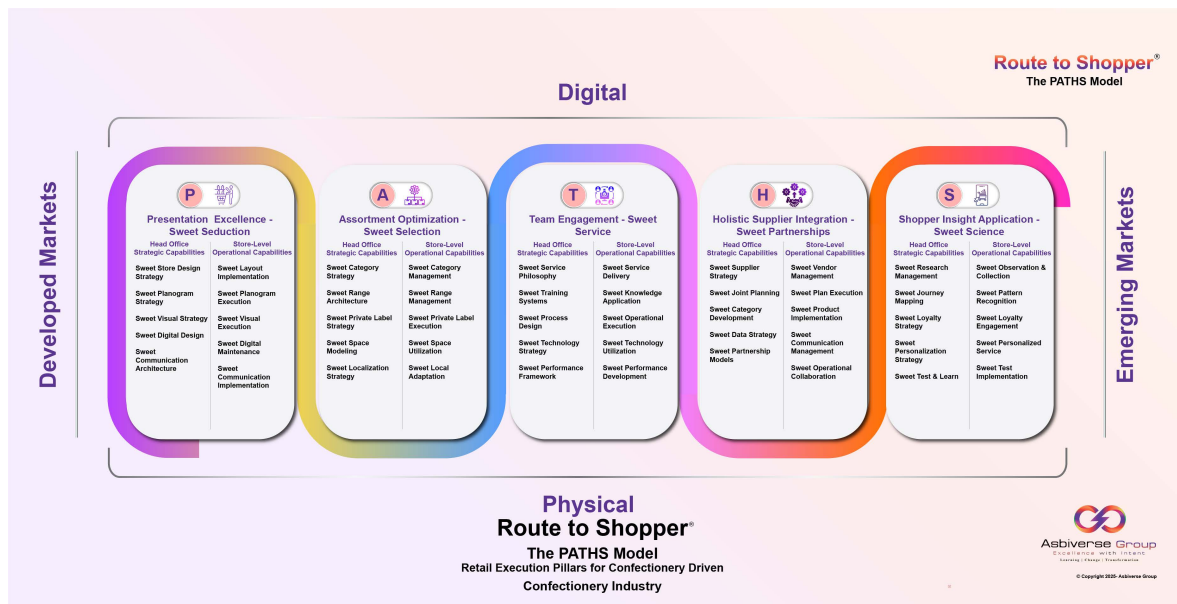 Route to Shopper®
The PATHS Model
Digital
Developed Markets
Emerging Markets
P
Presentation Excellence -
Sweet Seduction
Head Office
Strategic Capabilities
Sweet Store Design
Strategy
Sweet Planogram
Strategy
Sweet Visual Strategy
Sweet Digital Design
Sweet
Communication
Architecture
Store-Level
Operational Capabilities
Sweet Layout
Implementation
Sweet Planogram
Execution
Sweet Visual
Execution
Sweet Digital
Maintenance
Sweet
Communication
Implementation
A
Assortment Optimization -
Sweet Selection
Head Office
Strategic Capabilities
Sweet Category
Strategy
Sweet Range
Architecture
Sweet Private Label
Strategy
Sweet Space
Modeling
Sweet Localization
Strategy
Store-Level
Operational Capabilities
Sweet Category
Management
Sweet Range
Management
Sweet Private Label
Execution
Sweet Space
Utilization
Sweet Local
Adaptation
T
Team Engagement - Sweet
Service
Head Office
Strategic Capabilities
Sweet Service
Philosophy
Sweet Training
Systems
Sweet Process
Design
Sweet Technology
Strategy
Sweet Performance
Framework
Store-Level
Operational Capabilities
Sweet Service
Delivery
Sweet Knowledge
Application
Sweet Operational
Execution
Sweet Technology
Utilization
Sweet Performance
Development
H
Holistic Supplier Integration -
Sweet Partnerships
Head Office
Strategic Capabilities
Sweet Supplier
Strategy
Sweet Joint Planning
Sweet Category
Development
Sweet Data Strategy
Sweet Partnership
Models
Store-Level
Operational Capabilities
Sweet Vendor
Management
Sweet Plan Execution
Sweet Product
Implementation
Sweet
Communication
Management
Sweet Operational
Collaboration
S
Shopper Insight Application -
Sweet Science
Head Office
Strategic Capabilities
Sweet Research
Management
Sweet Journey
Mapping
Sweet Loyalty
Strategy
Sweet
Personalization
Strategy
Sweet Test & Learn
Store-Level
Operational Capabilities
Sweet Observation &
Collection
Sweet Pattern
Recognition
Sweet Loyalty
Engagement
Sweet Personalized
Service
Sweet Test
Implementation
Physical
Route to Shopper®
The PATHS Model
Retail Execution Pillars for Confectionery Driven
Confectionery Industry
Asbiverse Group
Excellence with Intent
Learning | Change | Transformation
© Copyright 2025- Asbiverse Group